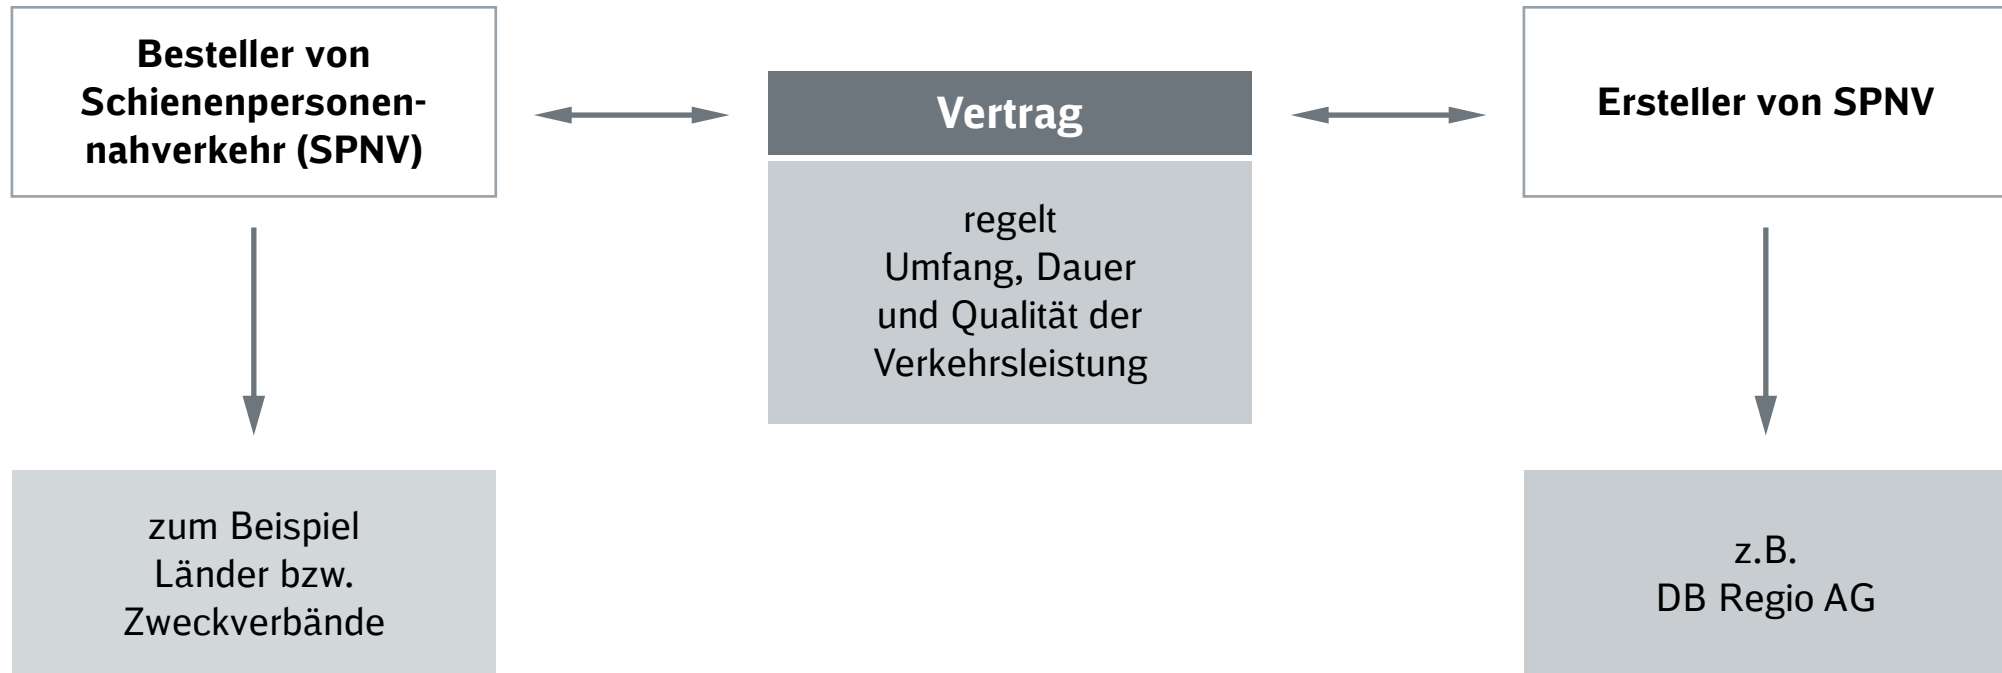 Besteller von
Schienenpersonen-
nahverkehr (SPNV)
Vertrag
regelt
Umfang, Dauer
und Qualität der
Verkehrsleistung
Ersteller von SPNV
zum Beispiel
Länder bzw.
Zweckverbände
z.B.
DB Regio AG